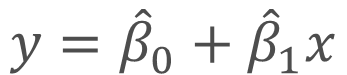 y = β̂₀ + β̂₁x